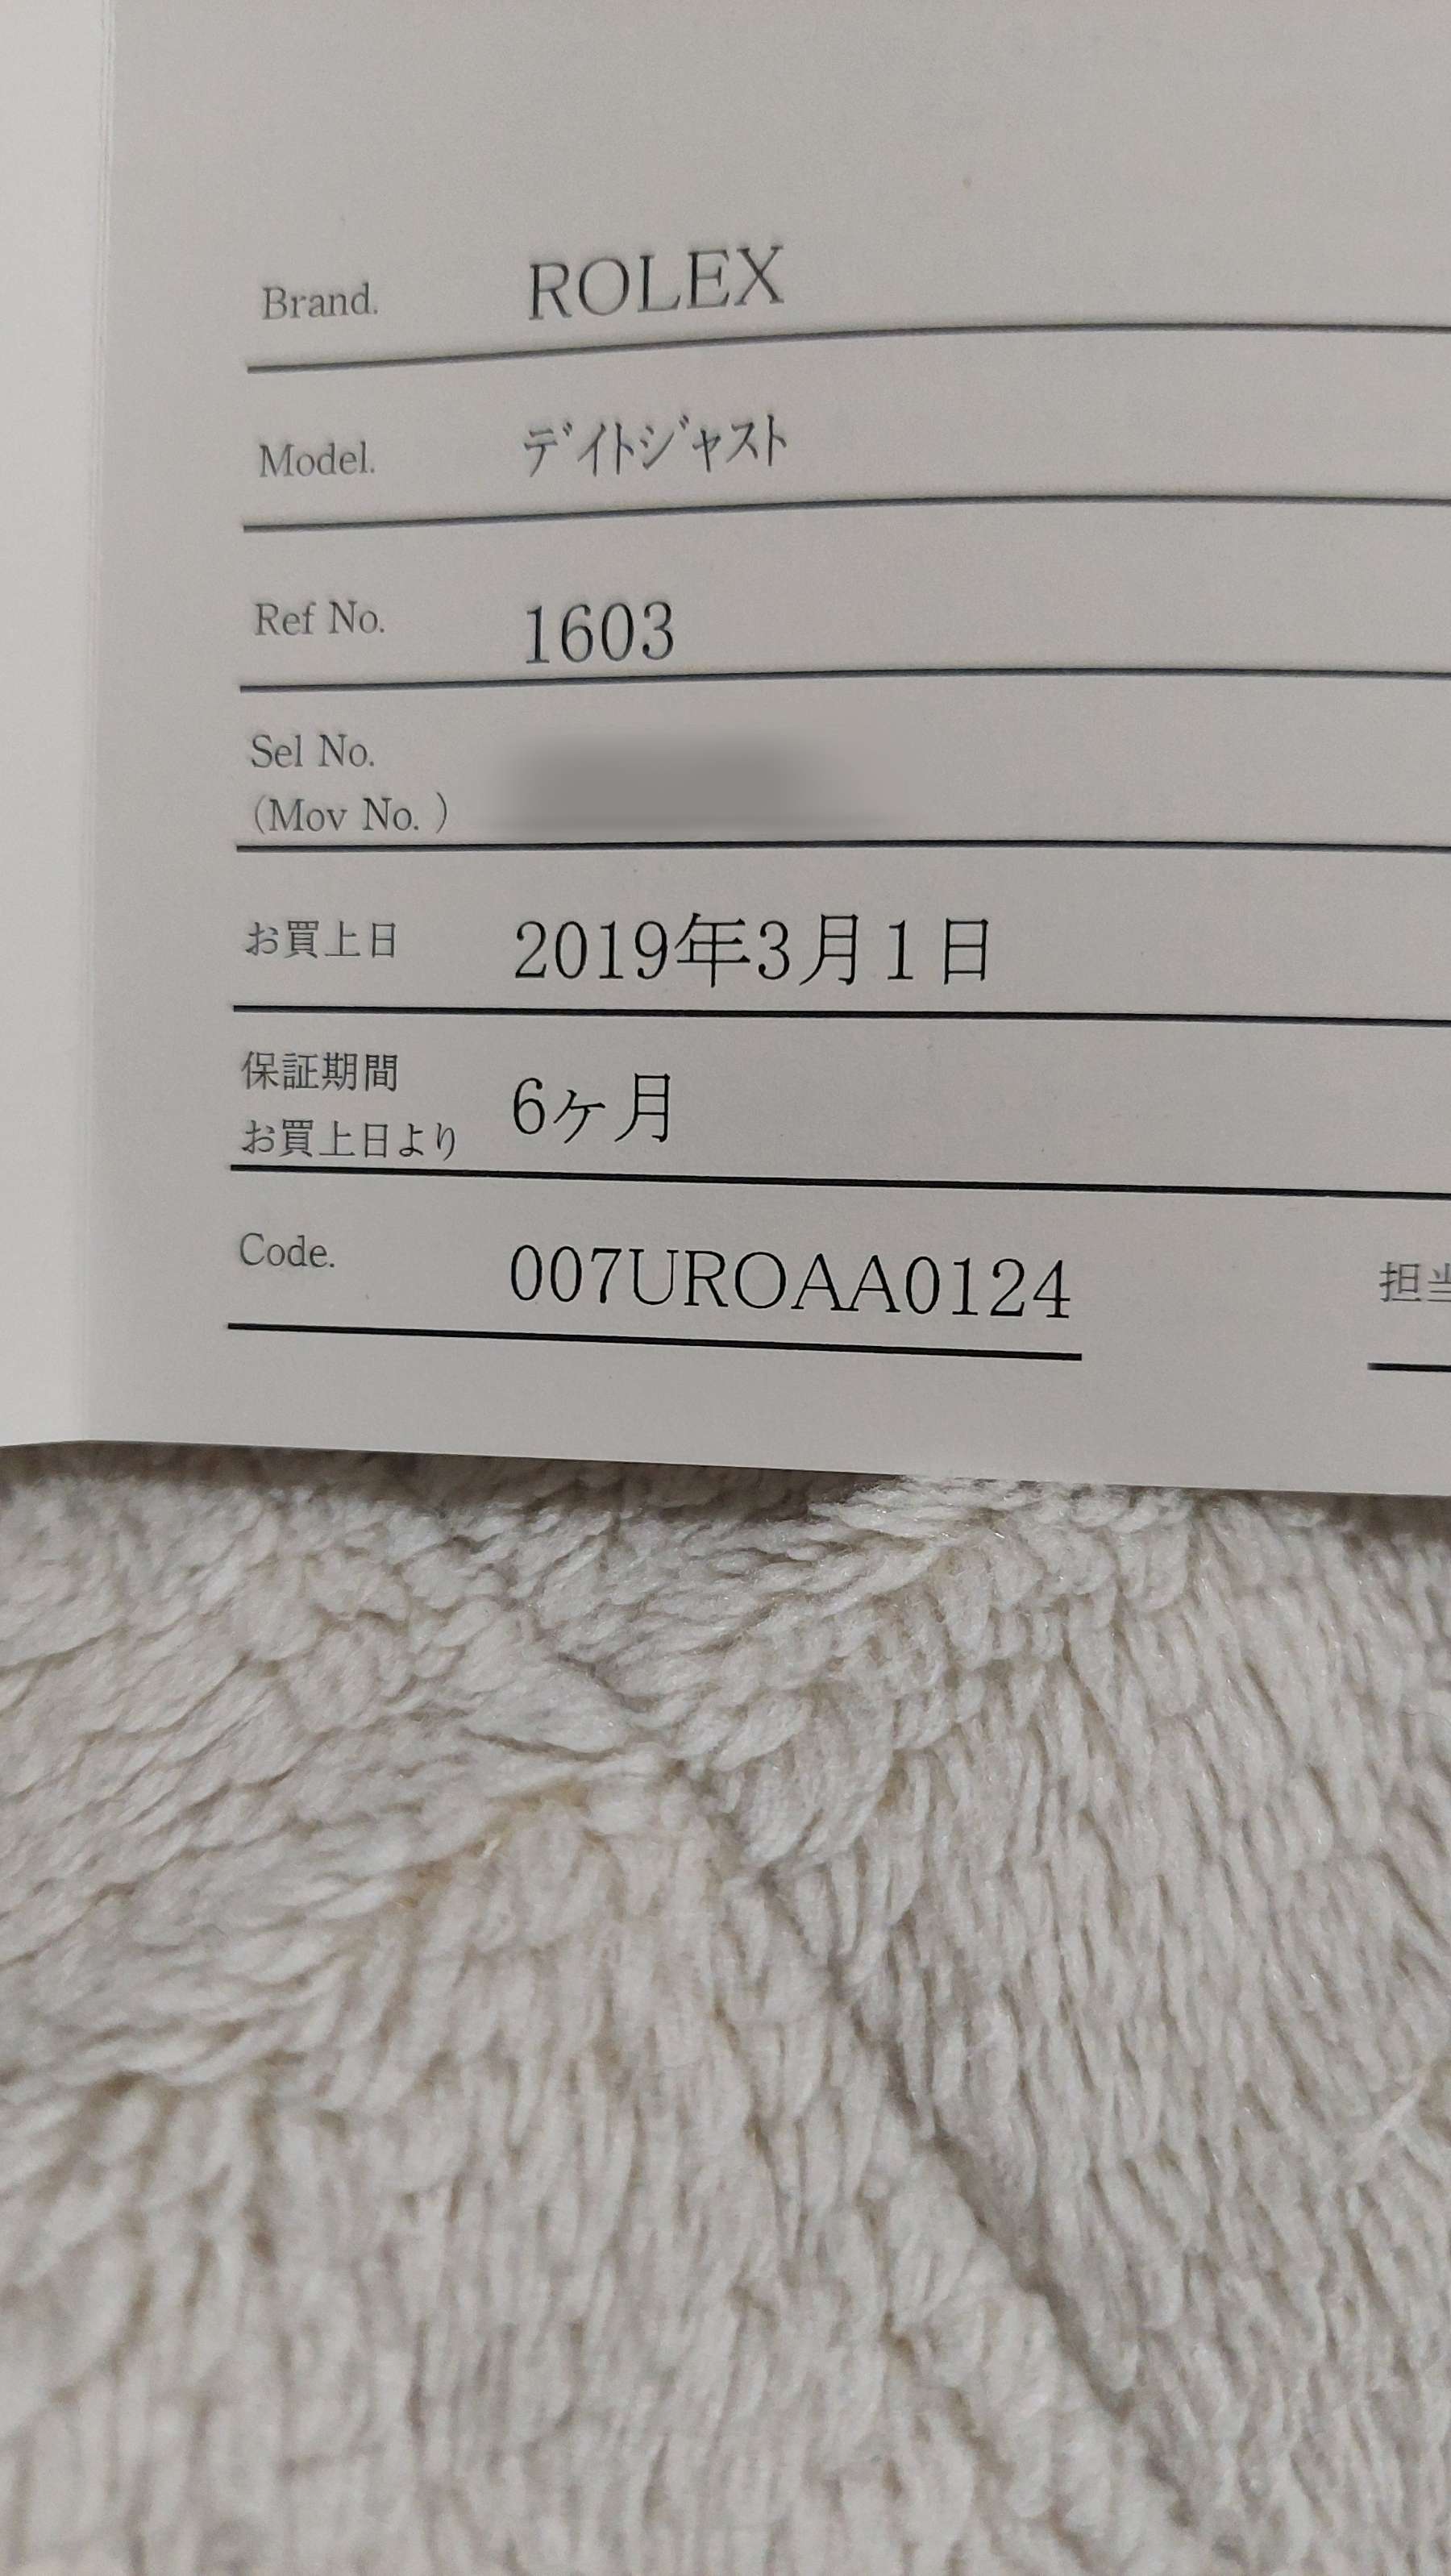 Brand. ROLEX
Model. ﾃﾞｲﾄｼﾞｬｽﾄ
Ref No. 1603
Sel No.
(Mov No. )
お買上日 2019年3月1日
保証期間
お買上日より 6ヶ月
Code. 007UROAA0124
担当